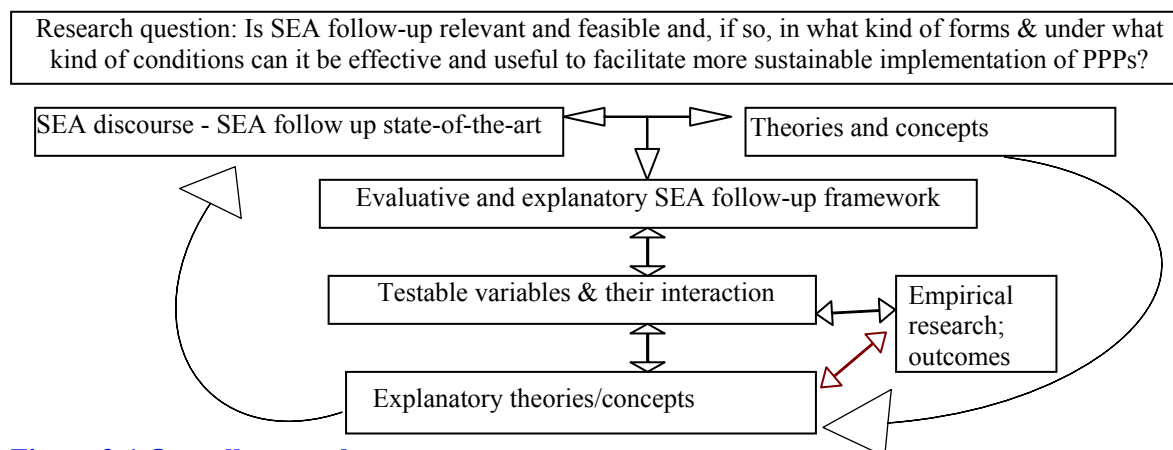 Research question: Is SEA follow-up relevant and feasible and, if so, in what kind of forms & under what
kind of conditions can it be effective and useful to facilitate more sustainable implementation of PPPs?
SEA discourse - SEA follow up state-of-the-art
Theories and concepts
Evaluative and explanatory SEA follow-up framework
Testable variables & their interaction
Empirical
research;
outcomes
Explanatory theories/concepts